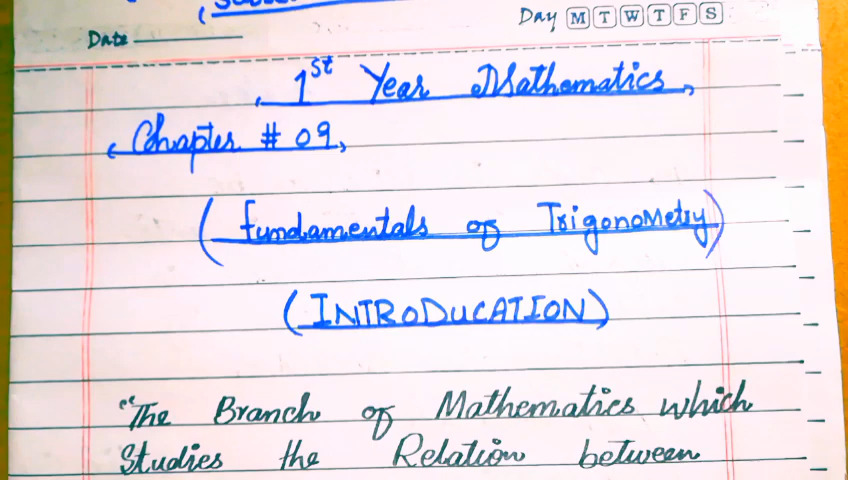 Day M T W T F S
Date
1st Year Mathematics
Chapter # 09
(Fundamentals of Trigonometry)
(INTRODUCATION)
"The Branch of Mathematics which
Studies the Relation between